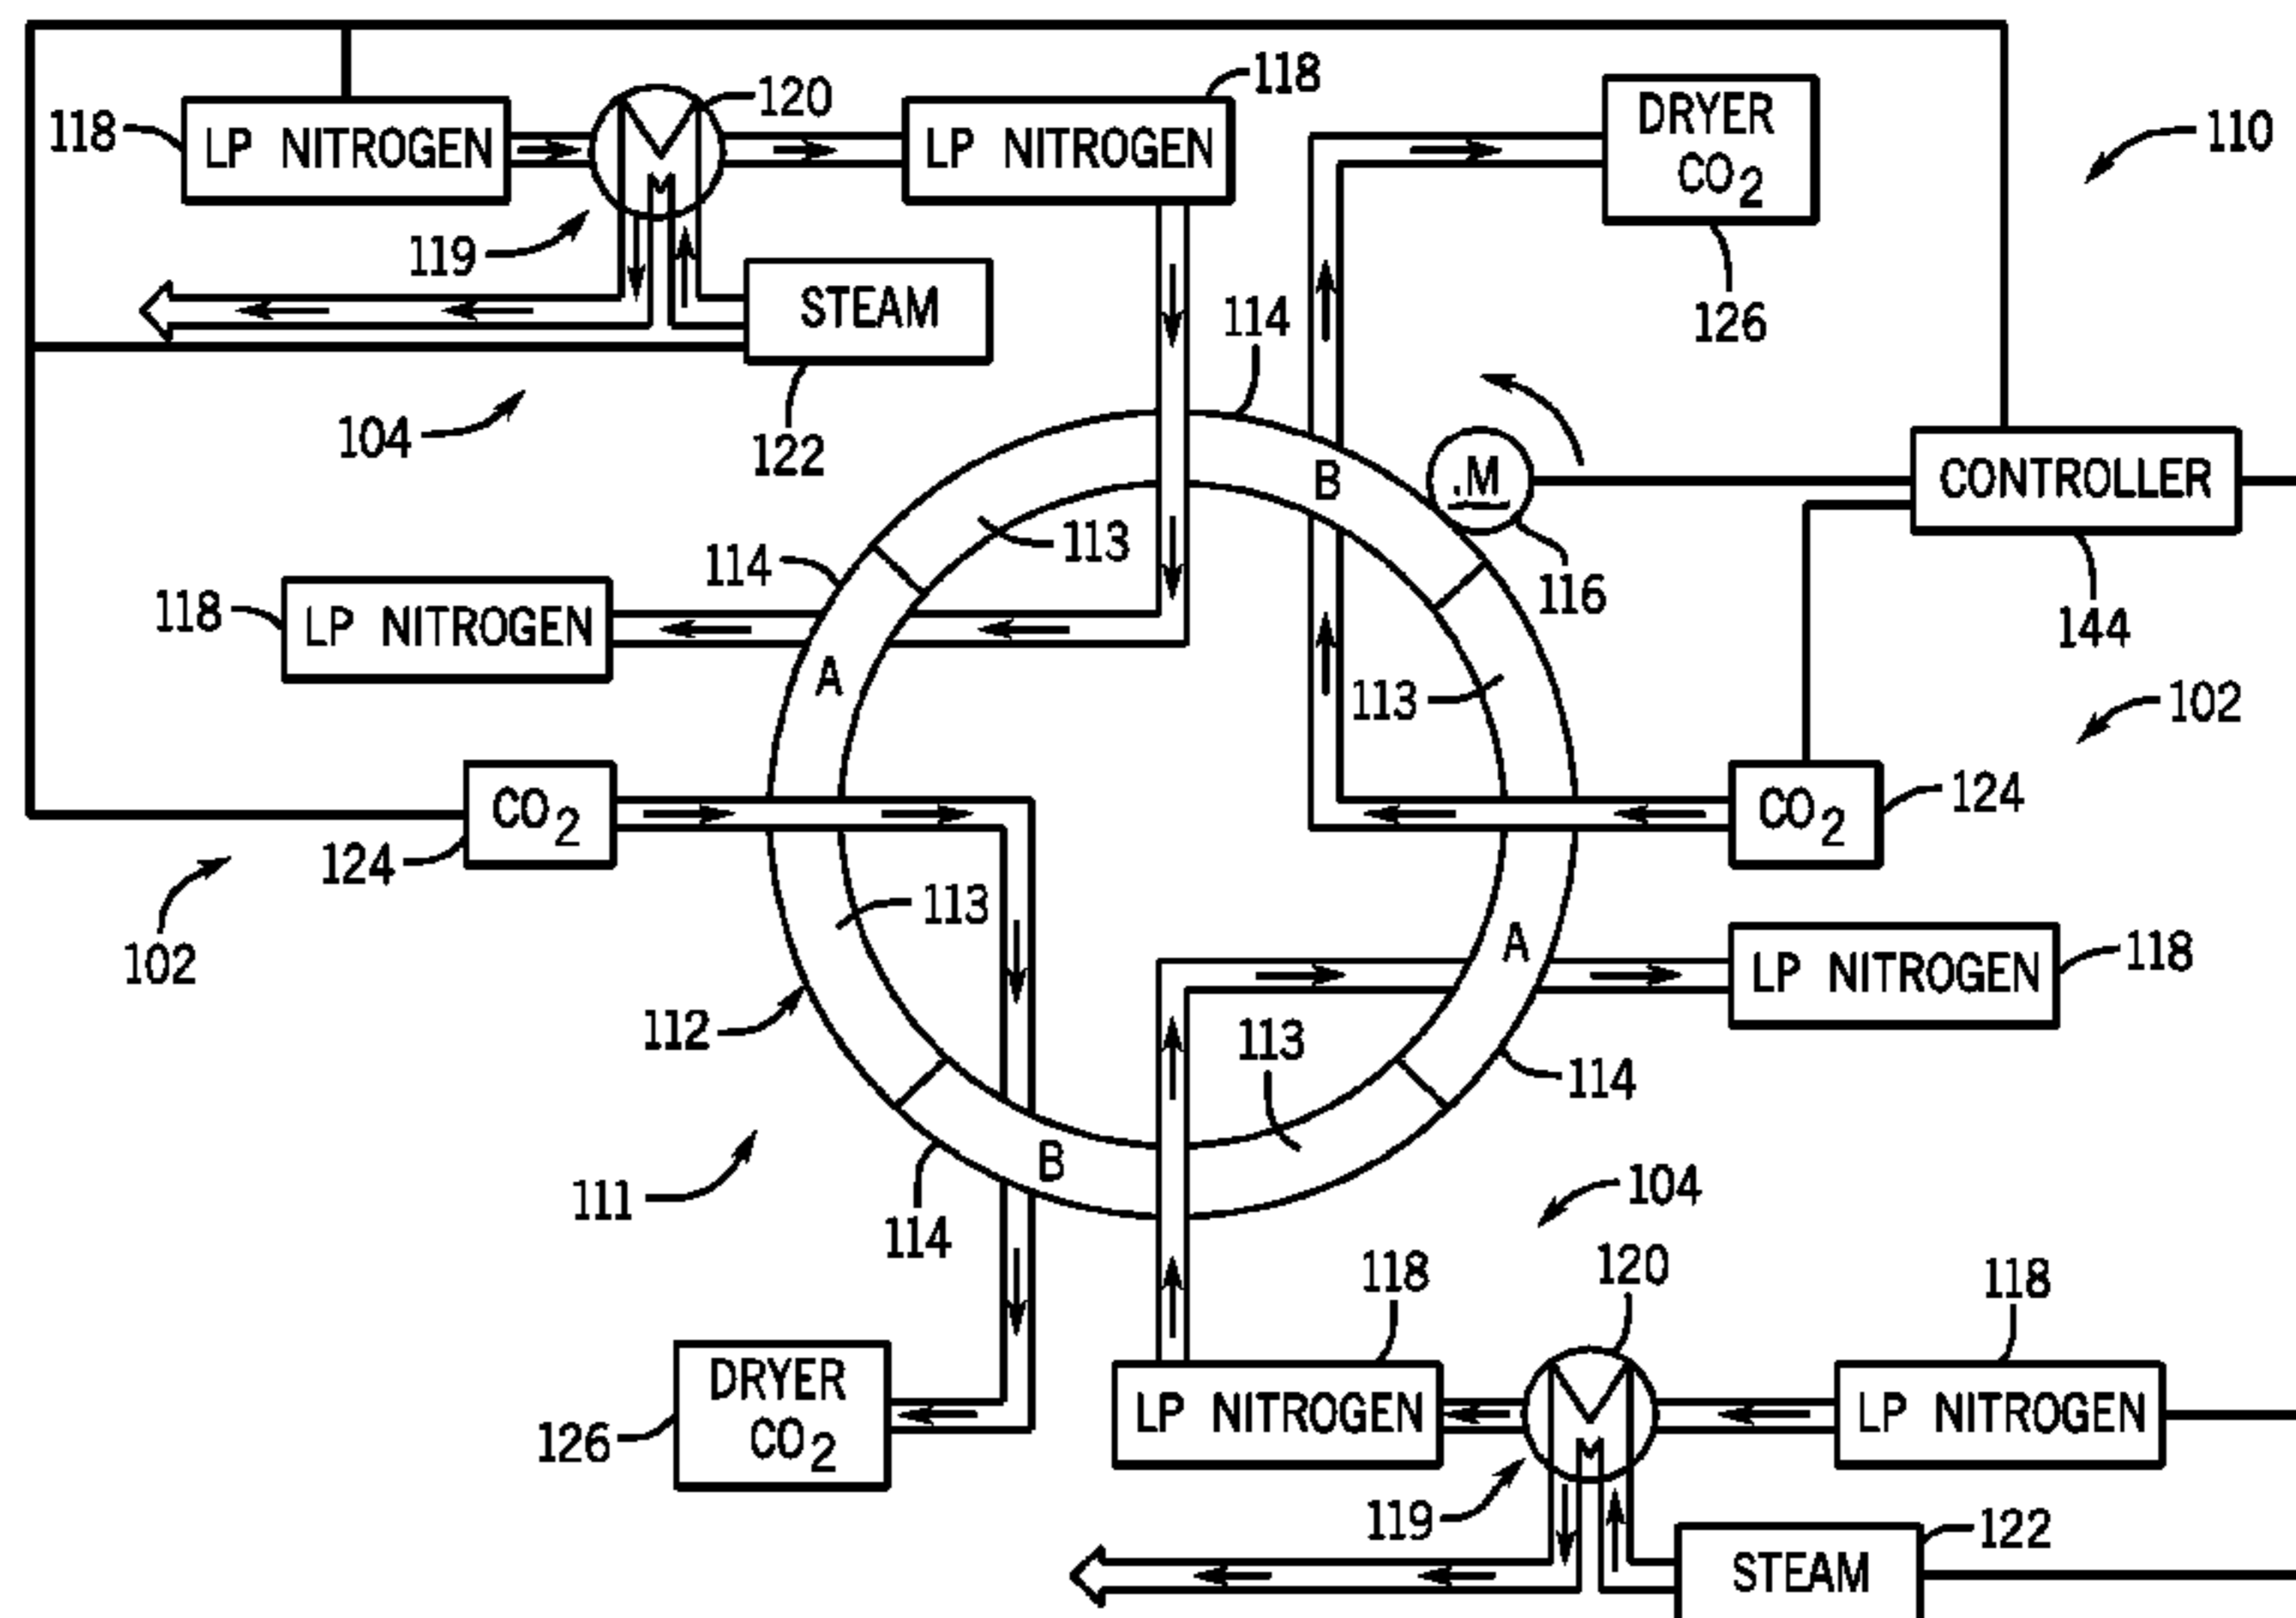 118
LP NITROGEN
120
LP NITROGEN
118
DRYER
CO2
126
110
119
STEAM
122
104
114
B
.M
116
CONTROLLER
144
113
114
118
LP NITROGEN
A
113
102
CO2
124
102
CO2
124
113
A
LP NITROGEN
118
112
113
114
111
B
114
104
120
118
118
DRYER
CO2
126
LP NITROGEN
LP NITROGEN
119
STEAM
122